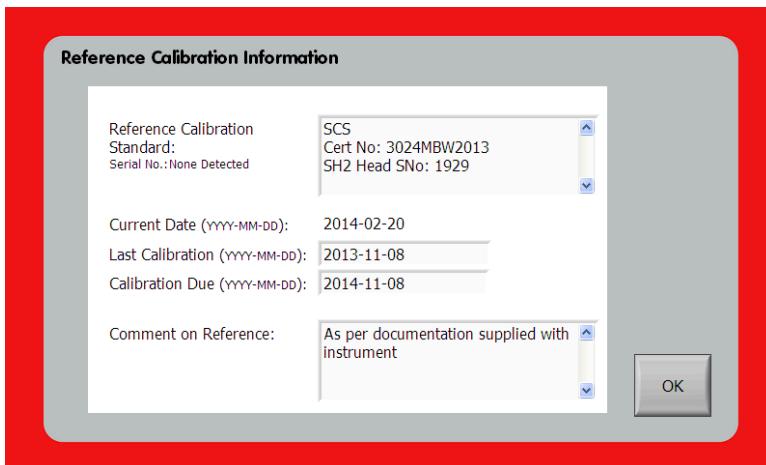 Reference Calibration Information
Reference Calibration
Standard:
Serial No.: None Detected
SCS
Cert No: 3024MBW2013
SH2 Head SNo: 1929
Current Date (YYYY-MM-DD): 2014-02-20
Last Calibration (YYYY-MM-DD): 2013-11-08
Calibration Due (YYYY-MM-DD): 2014-11-08
Comment on Reference: As per documentation supplied with
instrument
OK